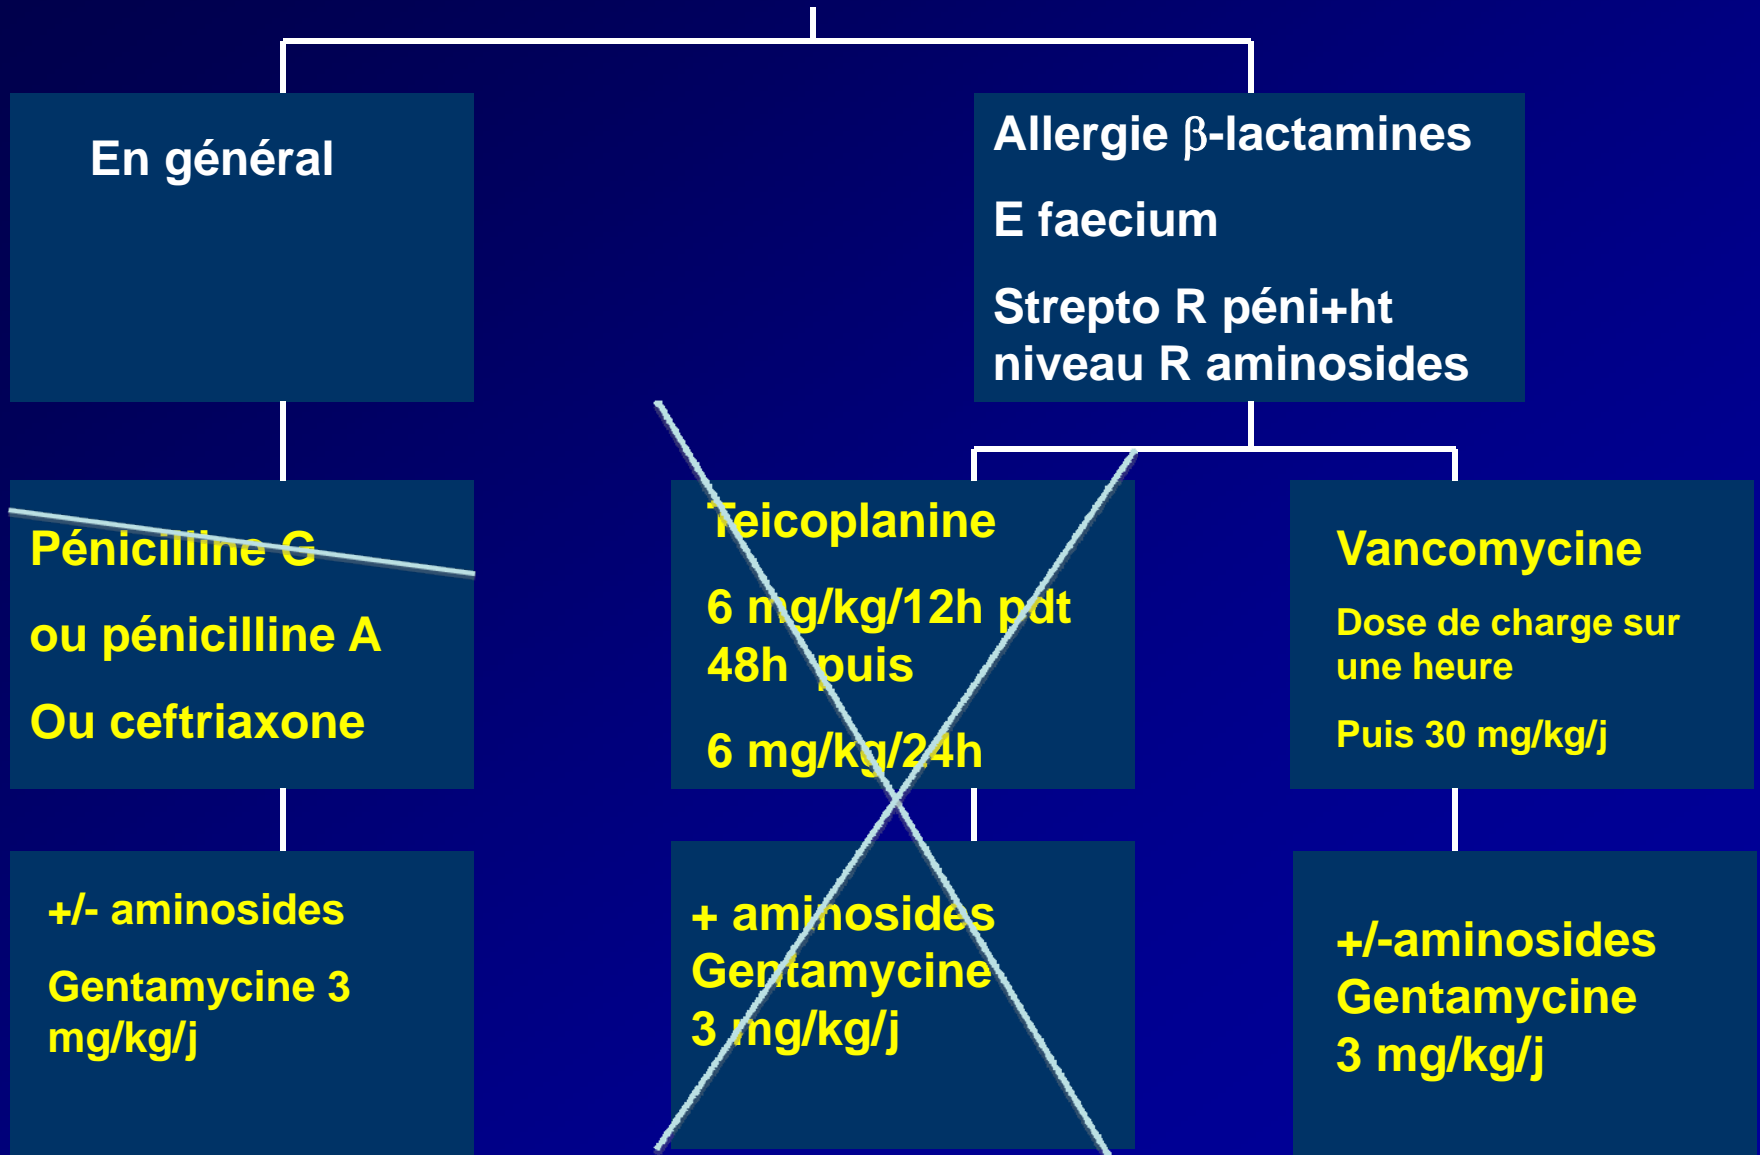 En général
Allergie β-lactamines
E faecium
Strepto R péni+ht
niveau R aminosides
Pénicilline G
ou pénicilline A
Ou ceftriaxone
Teicoplanine
6 mg/kg/12h pdt
48h puis
6 mg/kg/24h
Vancomycine
Dose de charge sur
une heure
Puis 30 mg/kg/j
+/- aminosides
Gentamycine 3
mg/kg/j
+ aminosides
Gentamycine
3 mg/kg/j
+/-aminosides
Gentamycine
3 mg/kg/j